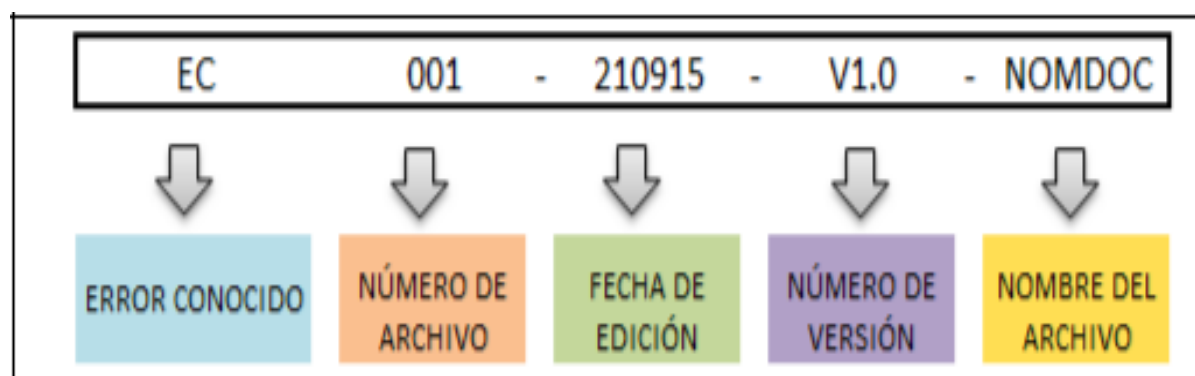 EC 001 - 210915 - V1.0 - NOMDOC
ERROR CONOCIDO
NÚMERO DE
ARCHIVO
FECHA DE
EDICIÓN
NÚMERO DE
VERSIÓN
NOMBRE DEL
ARCHIVO